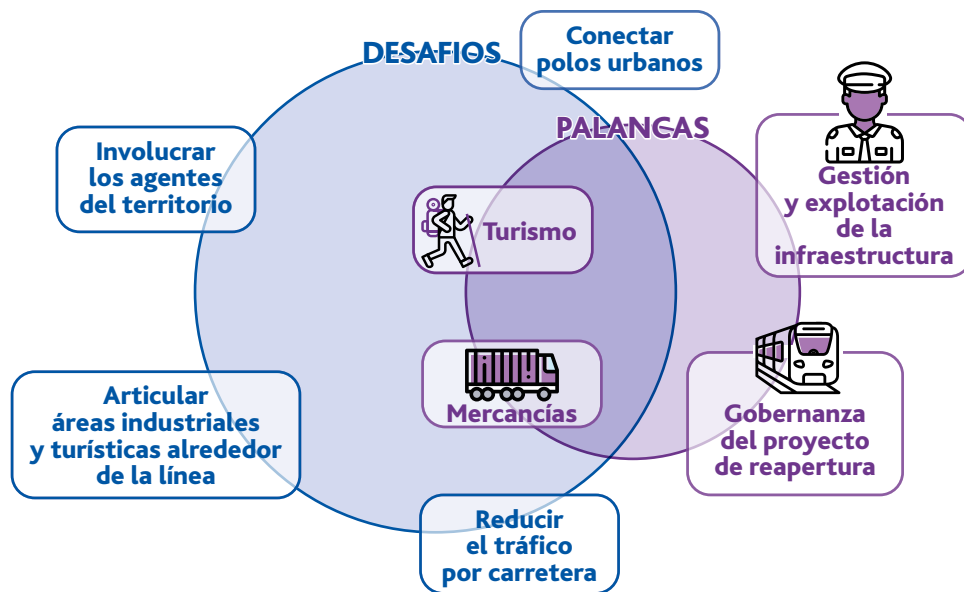 DESAFIOS
Conectar
polos urbanos
PALANCAS
Involucrar
los agentes
del territorio
Gestión
y explotación
de la
infraestructura
Turismo
Mercancías
Articular
áreas industriales
y turísticas alrededor
de la línea
Gobernanza
del proyecto
de reapertura
Reducir
el tráfico
por carretera